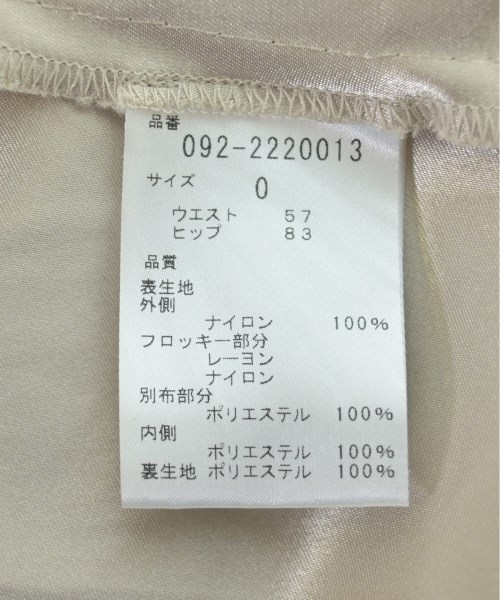 品番
092-2220013
サイズ 0
ウエスト 57
ヒップ 83
品質
表生地
外側
ナイロン 100%
フロッキー部分
レーヨン
ナイロン
別布部分
ポリエステル 100%
内側
ポリエステル 100%
裏生地 ポリエステル 100%